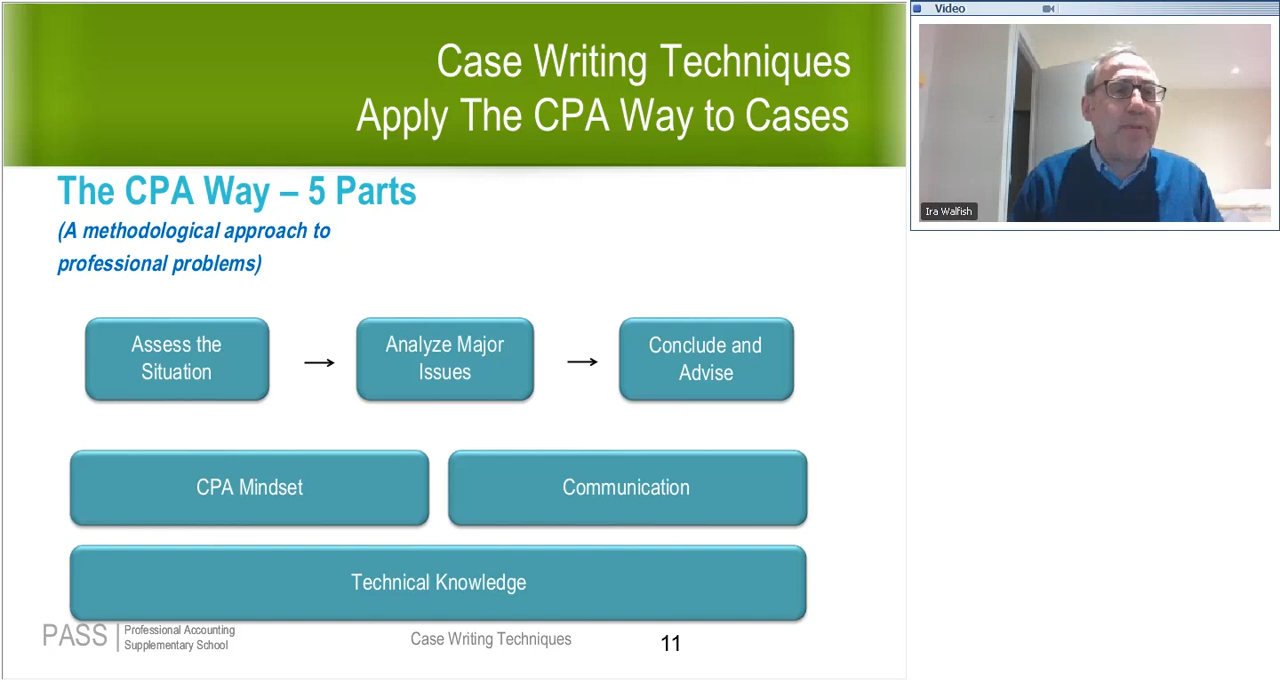 Case Writing Techniques
Apply The CPA Way to Cases
The CPA Way – 5 Parts
(A methodological approach to
professional problems)
Assess the
Situation
→
Analyze Major
Issues
→
Conclude and
Advise
CPA Mindset
Communication
Technical Knowledge
PASS
Professional Accounting
Supplementary School
Case Writing Techniques
11
Video
Ira Walfish